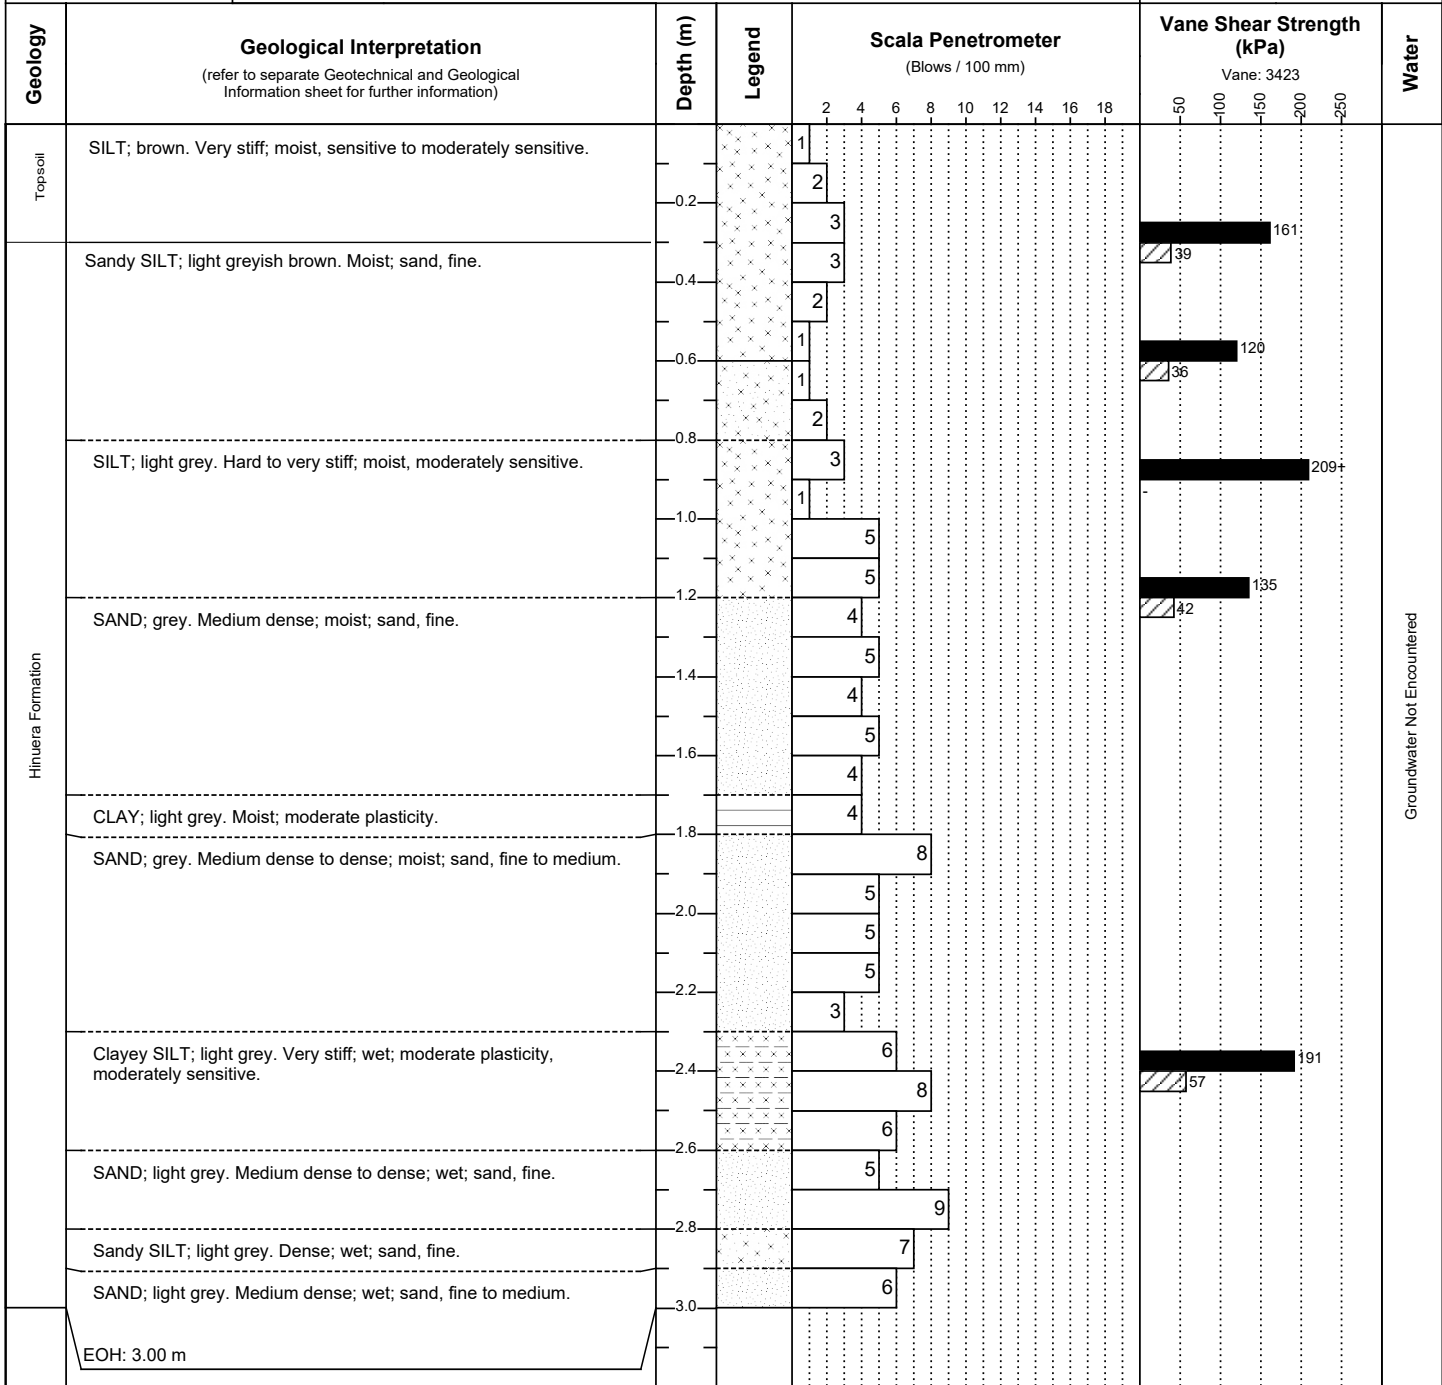 Geology
Geological Interpretation
(refer to separate Geotechnical and Geological
Information sheet for further information)
Depth (m)
Legend
Scala Penetrometer
(Blows / 100 mm)
2 4 6 8 10 12 14 16 18
Vane Shear Strength
(kPa)
Vane: 3423
50 100 150 200 250
Water
Topsoil
SILT; brown. Very stiff; moist, sensitive to moderately sensitive.
1
2
0.2
3
161
Sandy SILT; light greyish brown. Moist; sand, fine.
3
39
0.4
2
1
120
0.6
1
36
2
0.8
SILT; light grey. Hard to very stiff; moist, moderately sensitive.
3
209+
1
-
1.0
5
5
135
1.2
SAND; grey. Medium dense; moist; sand, fine.
4
42
5
1.4
4
5
1.6
4
Hinuera Formation
Groundwater Not Encountered
CLAY; light grey. Moist; moderate plasticity.
4
1.8
SAND; grey. Medium dense to dense; moist; sand, fine to medium.
8
5
2.0
5
5
2.2
3
Clayey SILT; light grey. Very stiff; wet; moderate plasticity,
moderately sensitive.
6
191
2.4
8
57
6
2.6
SAND; light grey. Medium dense to dense; wet; sand, fine.
5
9
2.8
Sandy SILT; light grey. Dense; wet; sand, fine.
7
SAND; light grey. Medium dense; wet; sand, fine to medium.
6
3.0
EOH: 3.00 m